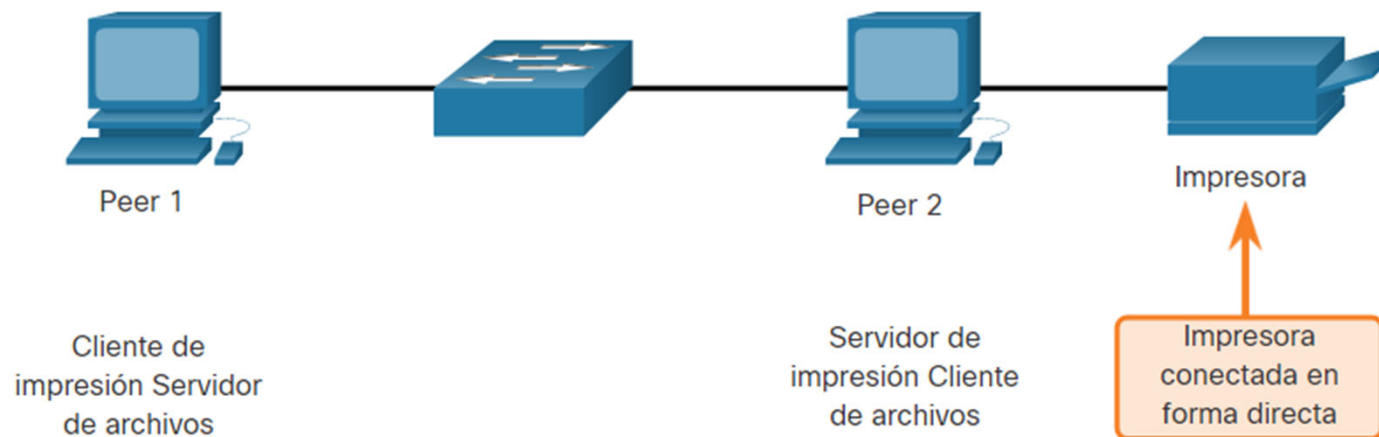 Peer 1
Peer 2
Impresora
Cliente de
impresión Servidor
de archivos
Servidor de
impresión Cliente
de archivos
Impresora
conectada en
forma directa